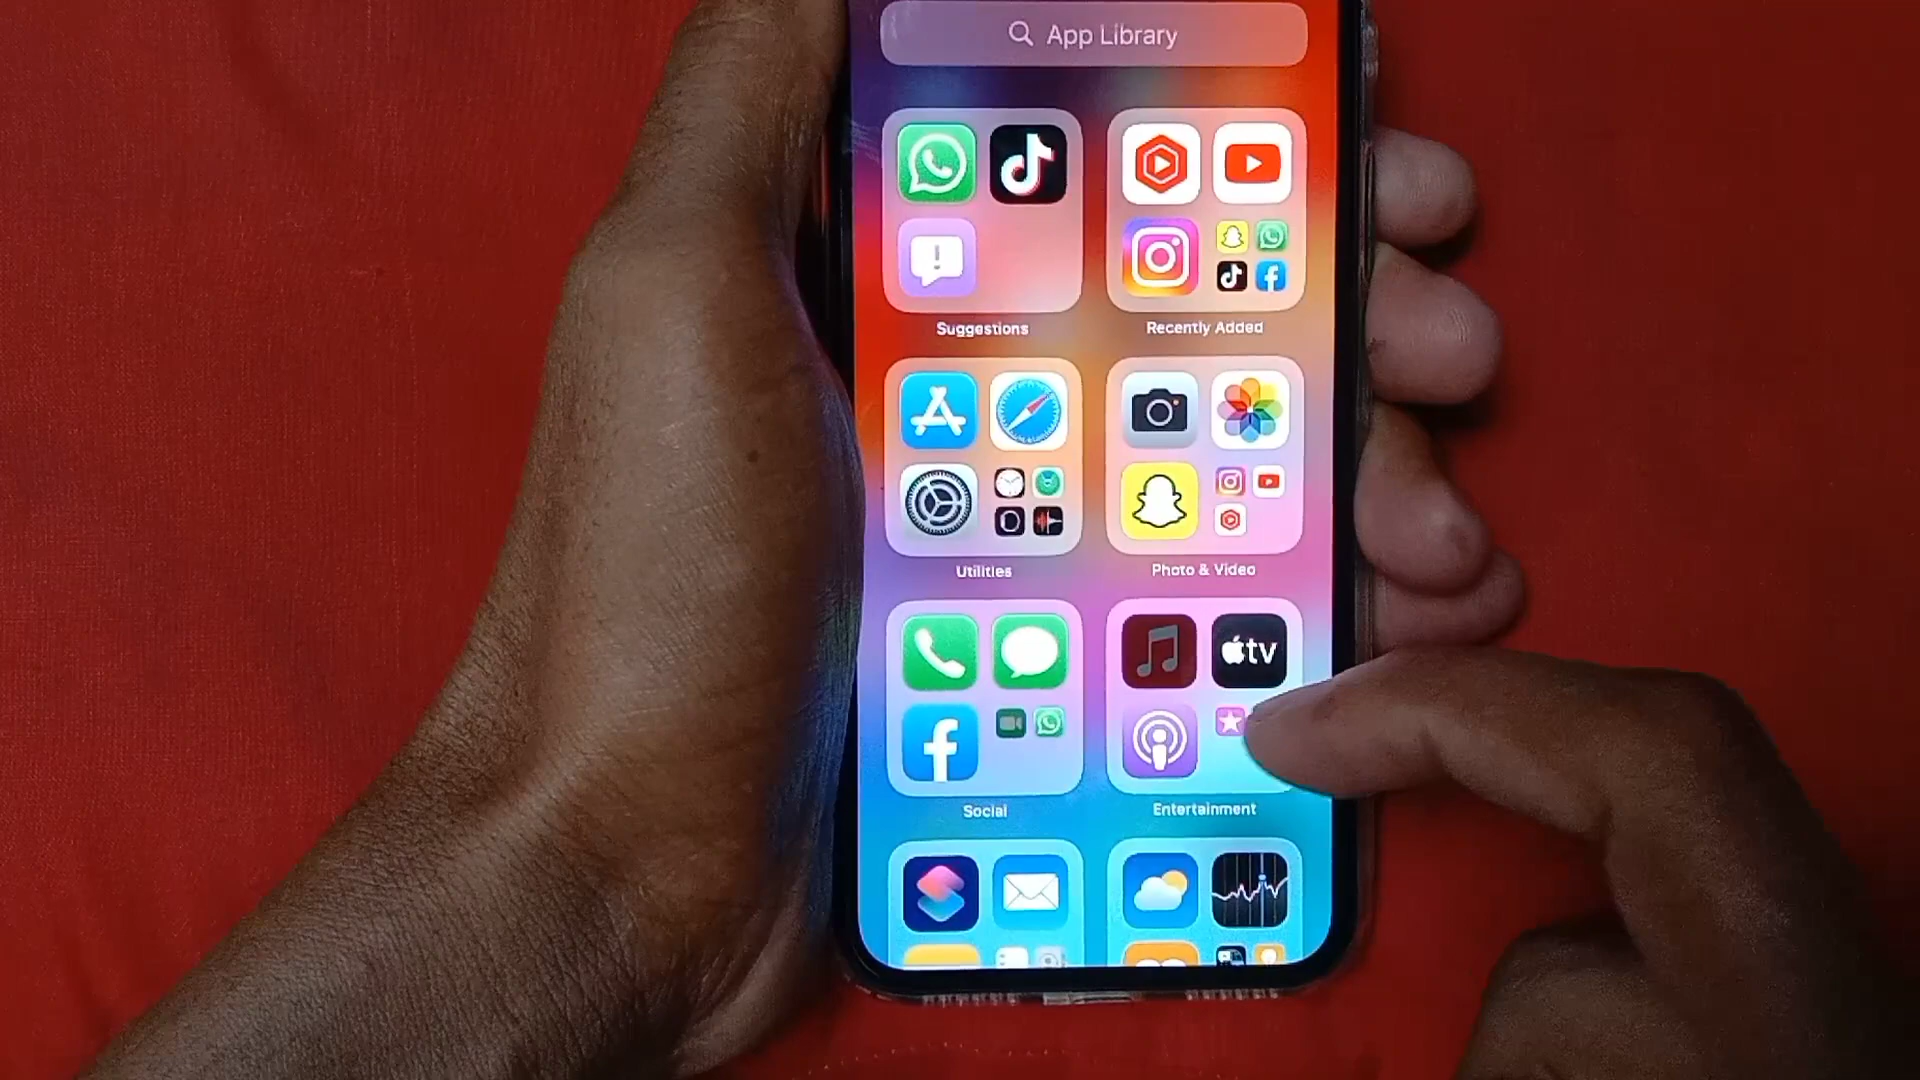 App Library
Suggestions
Recently Added
Utilities
Photo & Video
tv
Social
Entertainment